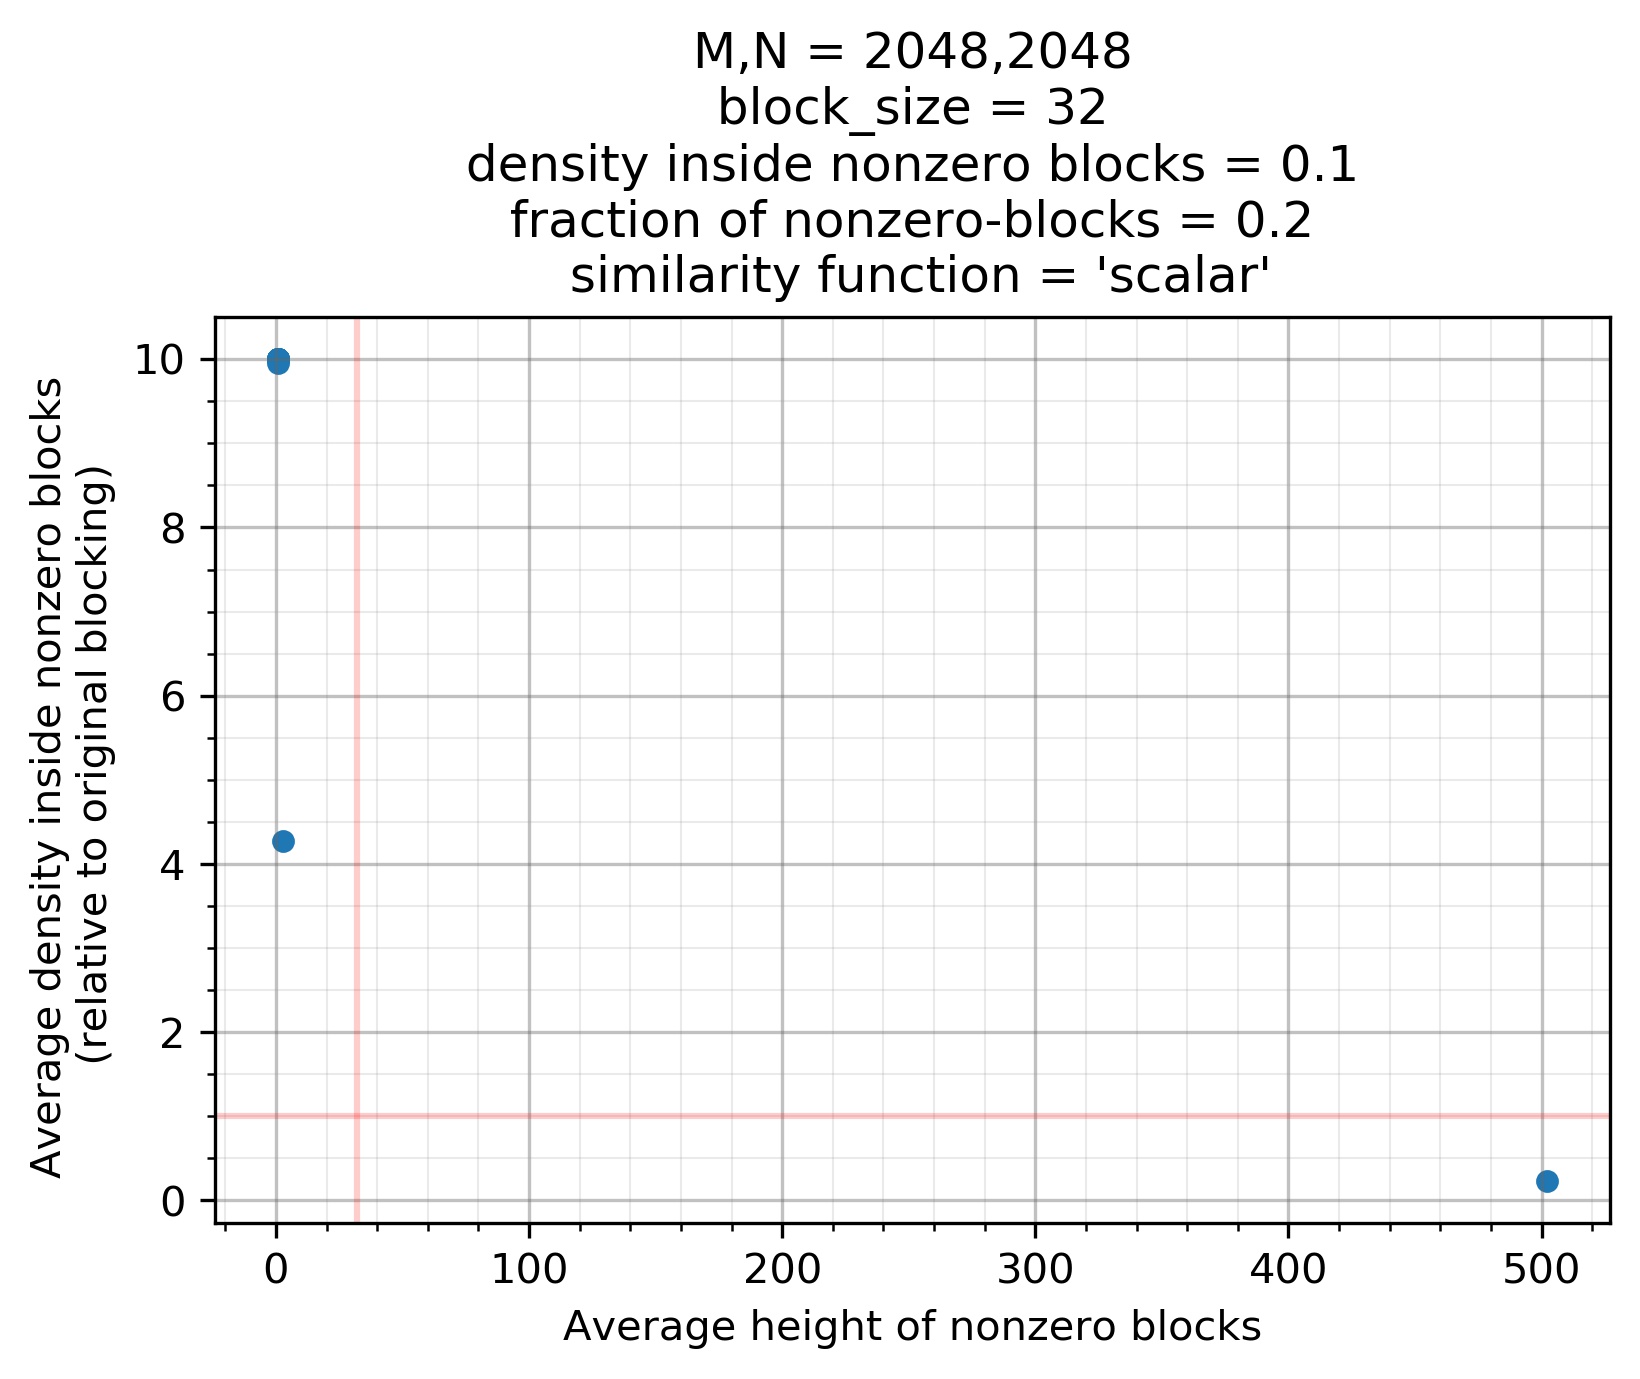 M,N = 2048,2048
block_size = 32
density inside nonzero blocks = 0.1
fraction of nonzero-blocks = 0.2
similarity function = 'scalar'
Average density inside nonzero blocks
(relative to original blocking)
10
8
6
4
2
0
0 100 200 300 400 500
Average height of nonzero blocks